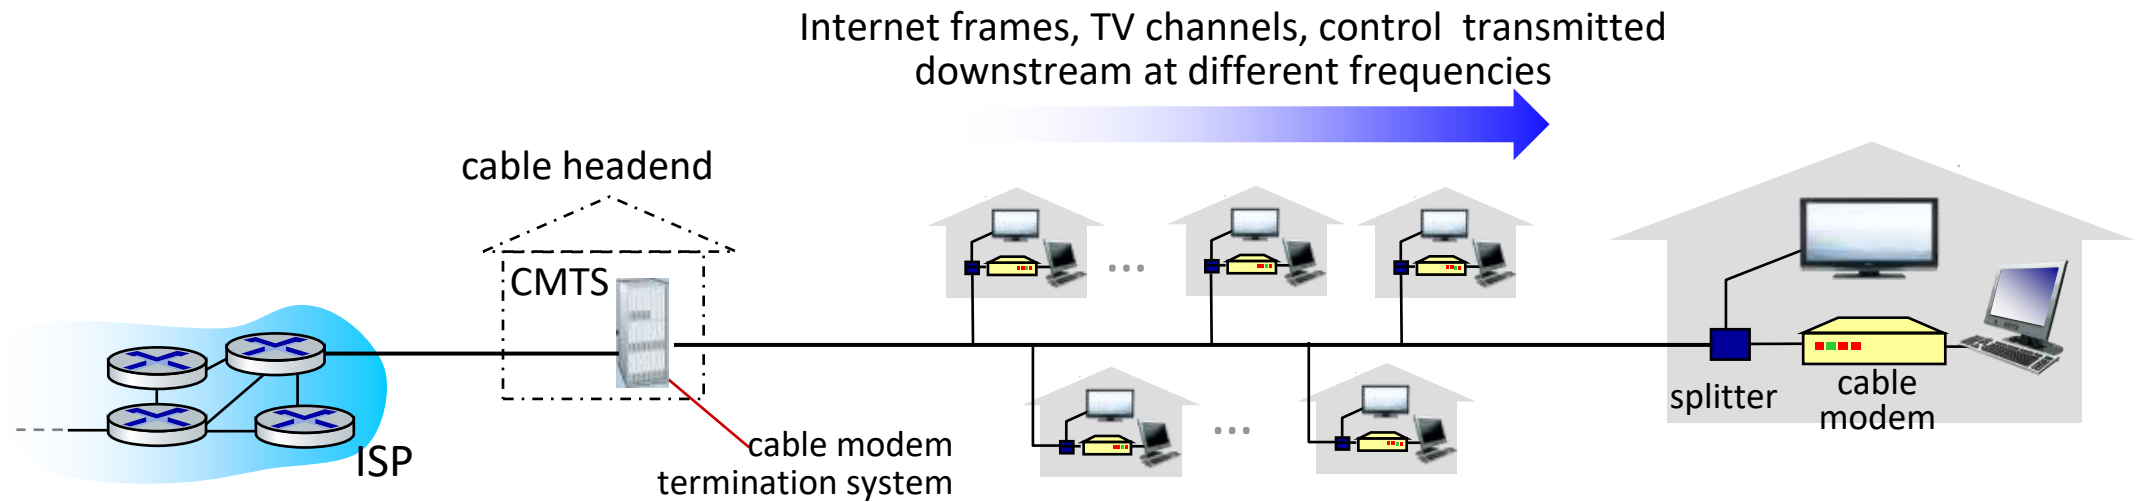 Internet frames, TV channels, control  transmitted
downstream at different frequencies
cable headend
CMTS
ISP
cable modem
termination system
splitter
cable
modem